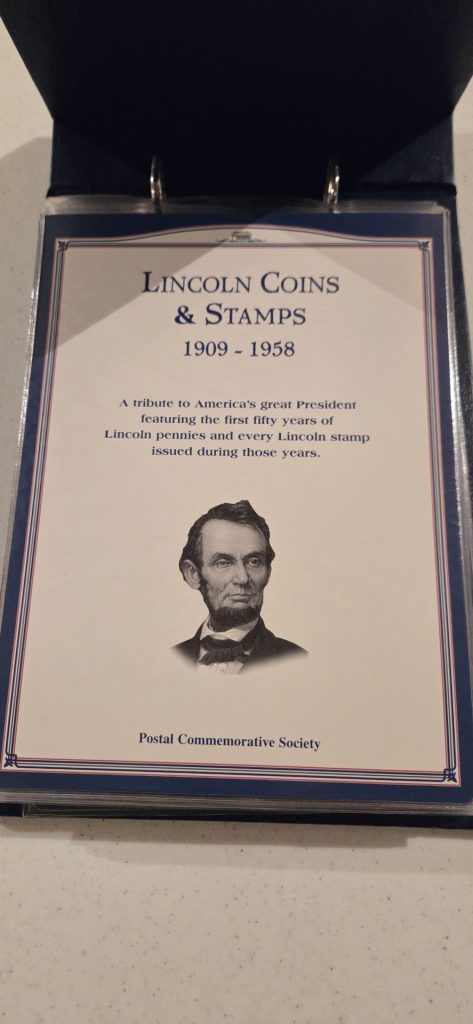 LINCOLN COINS
& STAMPS
1909 - 1958
A tribute to America's great President
featuring the first fifty years of
Lincoln pennies and every Lincoln stamp
issued during those years.
Postal Commemorative Society